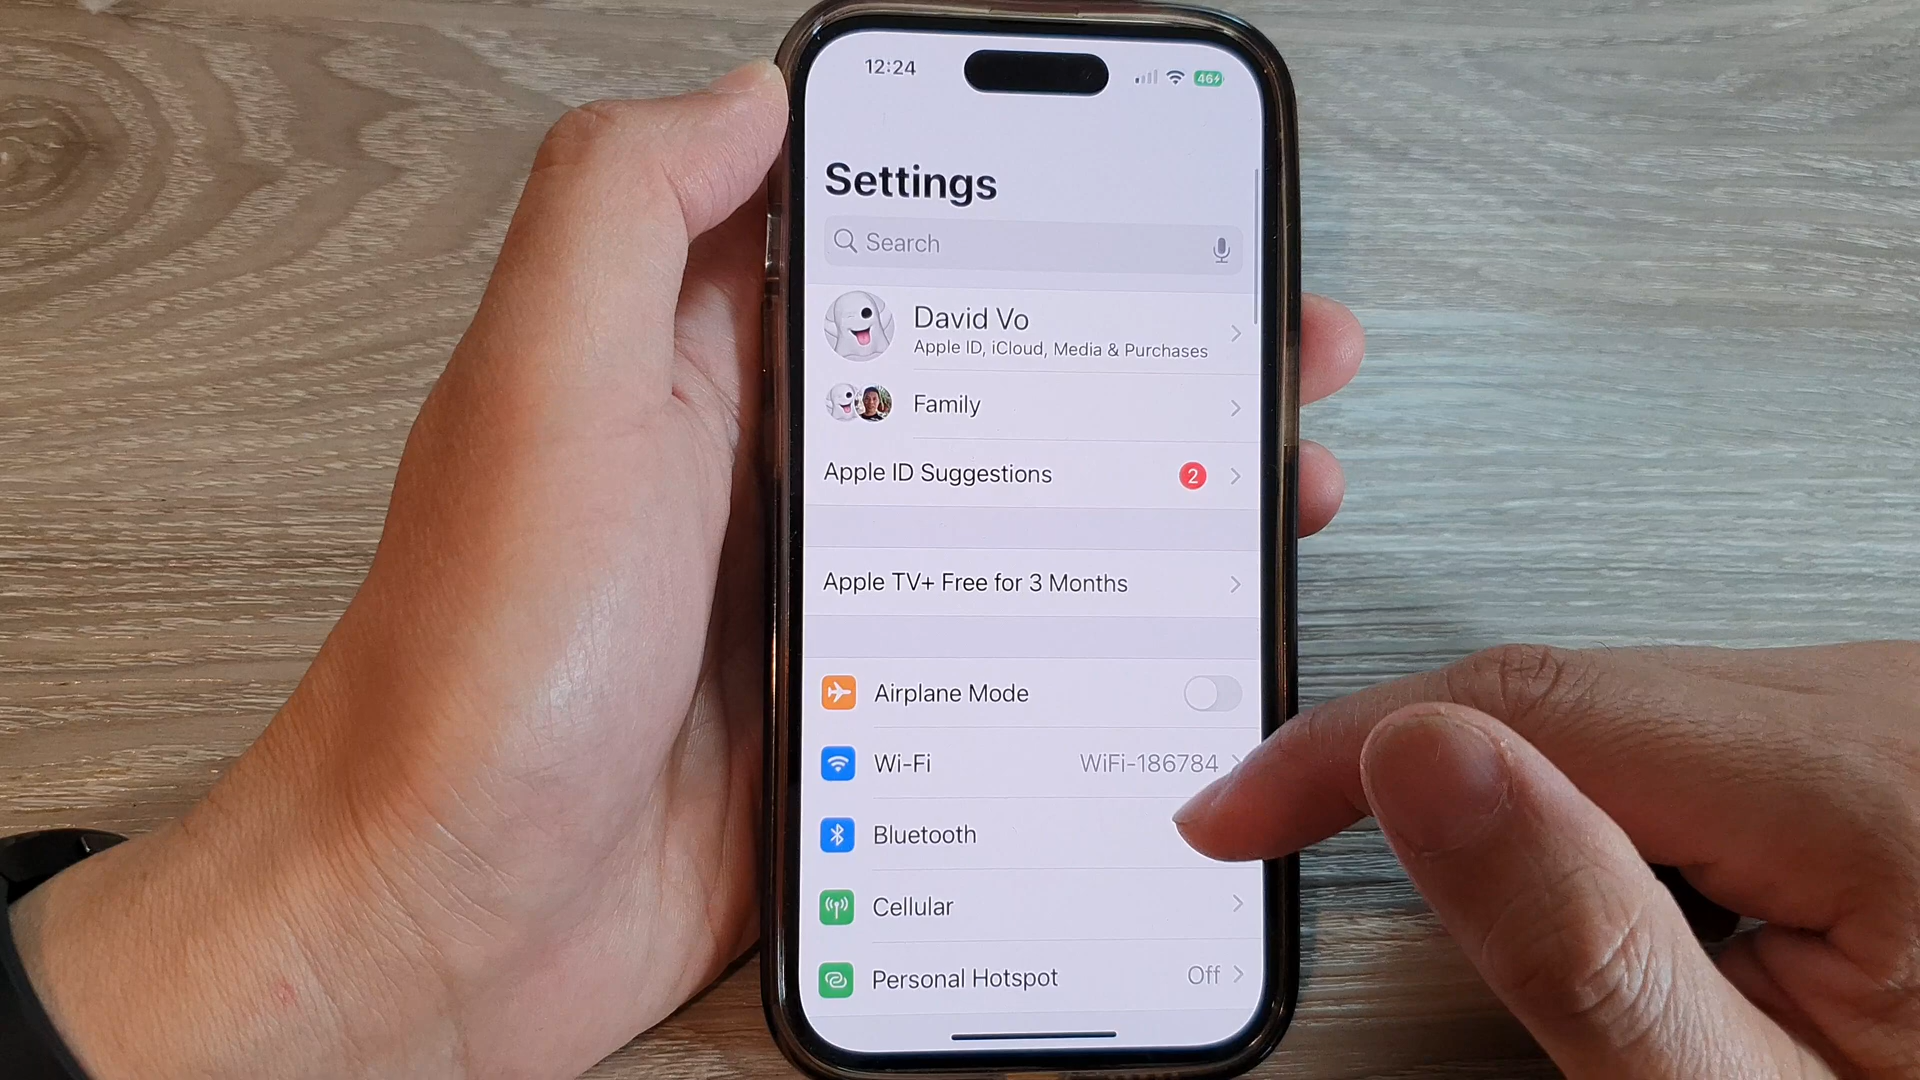 12:24
46
Settings
Search
David Vo
Apple ID, iCloud, Media & Purchases
Family
Apple ID Suggestions 2
Apple TV+ Free for 3 Months
Airplane Mode
Wi-Fi WiFi-186784
Bluetooth
Cellular
Personal Hotspot Off